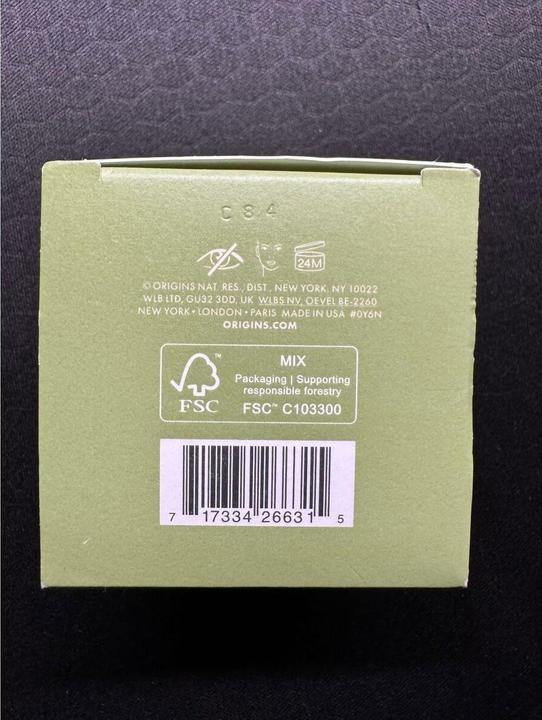 C84
24M
© ORIGINS NAT. RES., DIST., NEW YORK, NY 10022
WLB LTD, GU32 3DD, UK WLBS NV, OEVEL BE-2260
NEW YORK • LONDON • PARIS MADE IN USA #0Y6N
ORIGINS.COM
MIX
Packaging | Supporting
responsible forestry
FSC™ C103300
™
FSC
7 17334 26631 5